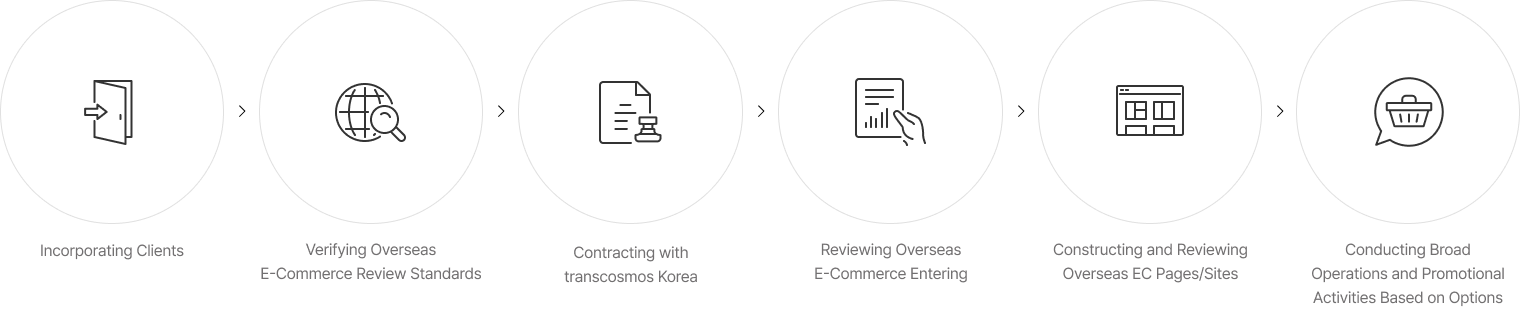 Incorporating Clients
Verifying Overseas
E-Commerce Review Standards
Contracting with
transcosmos Korea
Reviewing Overseas
E-Commerce Entering
Constructing and Reviewing
Overseas EC Pages/Sites
Conducting Broad
Operations and Promotional
Activities Based on Options